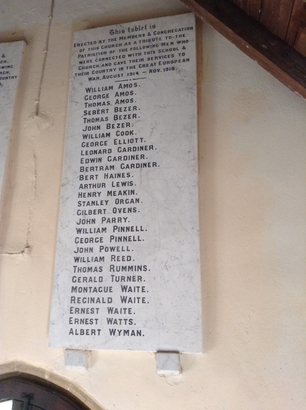 This tablet is
Erected by the Members & Congregation
of this Church as a tribute to the
Patriotism of the following men who
were connected with this School &
Church and gave their services to
their Country in the Great European
War, August 1914 - Nov. 1918.
William Amos.
George Amos.
Thomas Amos.
Sebert Bezer.
Thomas Bezer.
John Bezer.
William Cook.
George Elliott.
Leonard Gardiner.
Edwin Gardiner.
Bertram Gardiner.
Bert Haines.
Arthur Lewis.
Henry Meakin.
Stanley Organ.
Gilbert Ovens.
John Parry.
William Pinnell.
George Pinnell.
John Powell.
William Reed.
Thomas Rummins.
Gerald Turner.
Montague Waite.
Reginald Waite.
Ernest Waite.
Ernest Watts.
Albert Wyman.